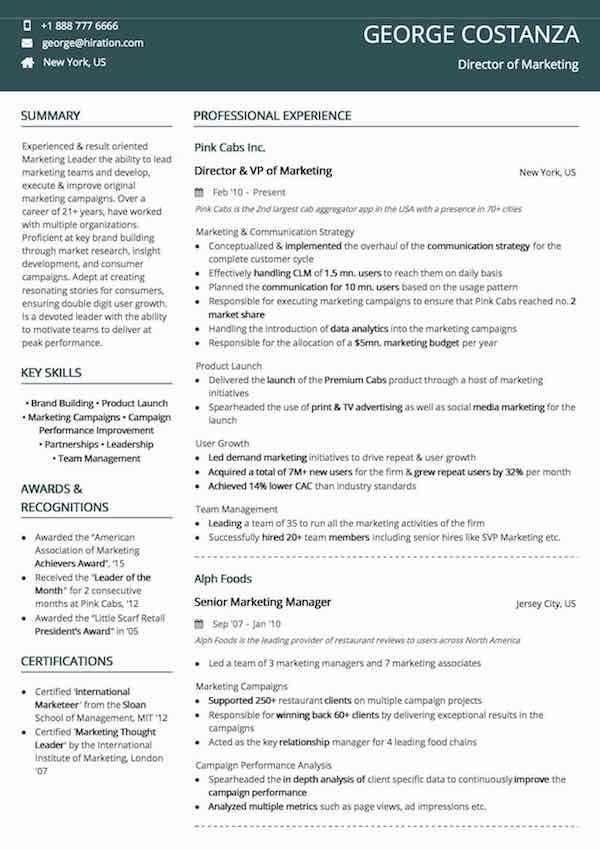 +1 888 777 6666
george@hiration.com
New York, US
GEORGE COSTANZA
Director of Marketing
SUMMARY
Experienced & result oriented
Marketing Leader the ability to lead
marketing teams and develop,
execute & improve original
marketing campaigns. Over a
career of 21+ years, have worked
with multiple organizations.
Proficient at key brand building
through market research, insight
development, and consumer
campaigns. Adept at creating
resonating stories for consumers,
ensuring double digit user growth.
Is a devoted leader with the ability
to motivate teams to deliver at
peak performance.
KEY SKILLS
• Brand Building • Product Launch
• Marketing Campaigns • Campaign
Performance Improvement
• Partnerships • Leadership
• Team Management
AWARDS &
RECOGNITIONS
• Awarded the "American
Association of Marketing
Achievers Award", '15
• Received the "Leader of the
Month" for 2 consecutive
months at Pink Cabs, '12
• Awarded the "Little Scarf Retail
President's Award" in '05
CERTIFICATIONS
• Certified 'International
Marketeer' from the Sloan
School of Management, MIT '12
• Certified 'Marketing Thought
Leader' by the International
Institute of Marketing, London
'07
PROFESSIONAL EXPERIENCE
Pink Cabs Inc.
Director & VP of Marketing
New York, US
Feb '10 - Present
Pink Cabs is the 2nd largest cab aggregator app in the USA with a presence in 70+ cities
Marketing & Communication Strategy
• Conceptualized & implemented the overhaul of the communication strategy for the
complete customer cycle
• Effectively handling CLM of 1.5 mn. users to reach them on daily basis
• Planned the communication for 10 mn. users based on the usage pattern
• Responsible for executing marketing campaigns to ensure that Pink Cabs reached no. 2
market share
• Handling the introduction of data analytics into the marketing campaigns
• Responsible for the allocation of a $5mn. marketing budget per year
Product Launch
• Delivered the launch of the Premium Cabs product through a host of marketing
initiatives
• Spearheaded the use of print & TV advertising as well as social media marketing for the
launch
User Growth
• Led demand marketing initiatives to drive repeat & user growth
• Acquired a total of 7M+ new users for the firm & grew repeat users by 32% per month
• Achieved 14% lower CAC than industry standards
Team Management
• Leading a team of 35 to run all the marketing activities of the firm
• Successfully hired 20+ team members including senior hires like SVP Marketing etc.
Alph Foods
Senior Marketing Manager
Jersey City, US
Sep '07 - Jan '10
Alph Foods is the leading provider of restaurant reviews to users across North America
• Led a team of 3 marketing managers and 7 marketing associates
Marketing Campaigns
• Supported 250+ restaurant clients on multiple campaign projects
• Responsible for winning back 60+ clients by delivering exceptional results in the
campaigns
• Acted as the key relationship manager for 4 leading food chains
Campaign Performance Analysis
• Spearheaded the in depth analysis of client specific data to continuously improve the
campaign performance
• Analyzed multiple metrics such as page views, ad impressions etc.